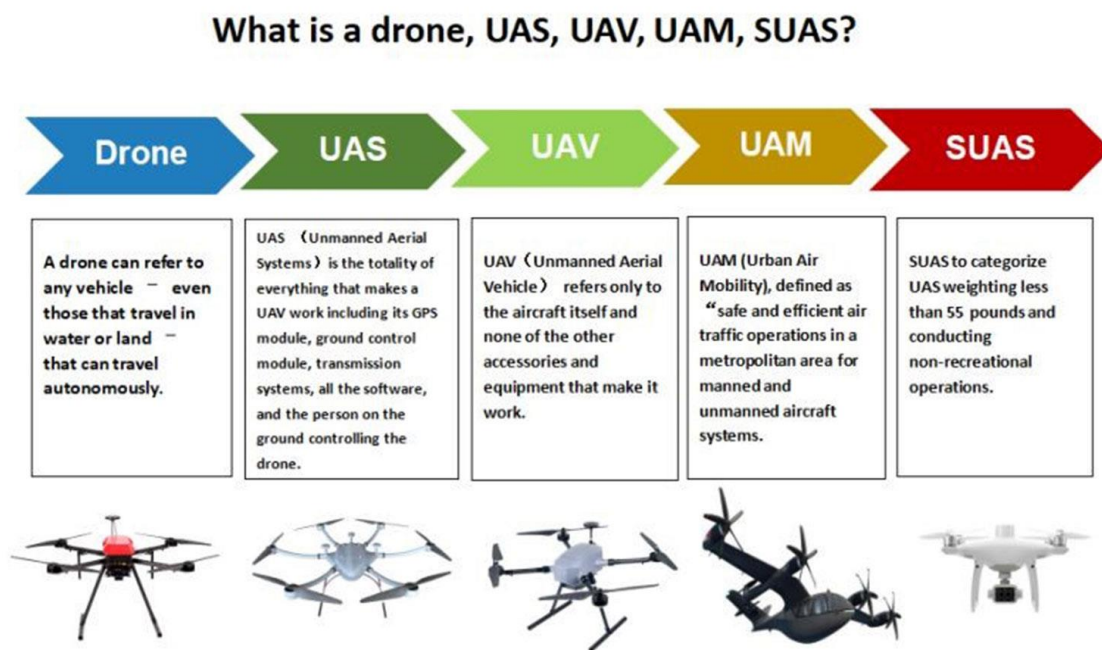 What is a drone, UAS, UAV, UAM, SUAS?
Drone
UAS
UAV
UAM
SUAS
A drone can refer to
any vehicle – even
those that travel in
water or land –
that can travel
autonomously.
UAS （Unmanned Aerial
Systems）is the totality of
everything that makes a
UAV work including its GPS
module, ground control
module, transmission
systems, all the software,
and the person on the
ground controlling the
drone.
UAV（Unmanned Aerial
Vehicle） refers only to
the aircraft itself and
none of the other
accessories and
equipment that make it
work.
UAM (Urban Air
Mobility), defined as
“safe and efficient air
traffic operations in a
metropolitan area for
manned and
unmanned aircraft
systems.
SUAS to categorize
UAS weighting less
than 55 pounds and
conducting
non-recreational
operations.